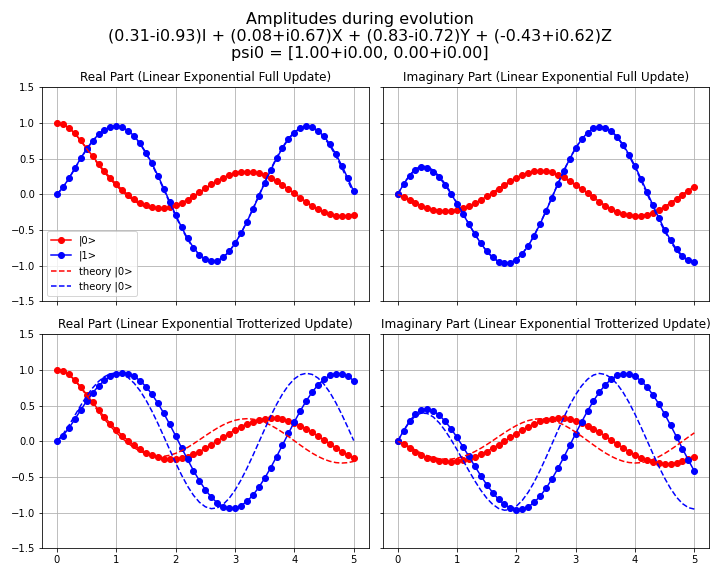 Amplitudes during evolution
(0.31-i0.93)I + (0.08+i0.67)X + (0.83-i0.72)Y + (-0.43+i0.62)Z
psi0 = [1.00+i0.00, 0.00+i0.00]
Real Part (Linear Exponential Full Update)
Imaginary Part (Linear Exponential Full Update)
1.5
1.0
0.5
0.0
−0.5
−1.0
−1.5
|0>
|1>
theory |0>
theory |0>
Real Part (Linear Exponential Trotterized Update)
Imaginary Part (Linear Exponential Trotterized Update)
1.5
1.0
0.5
0.0
−0.5
−1.0
−1.5
0 1 2 3 4 5
0 1 2 3 4 5